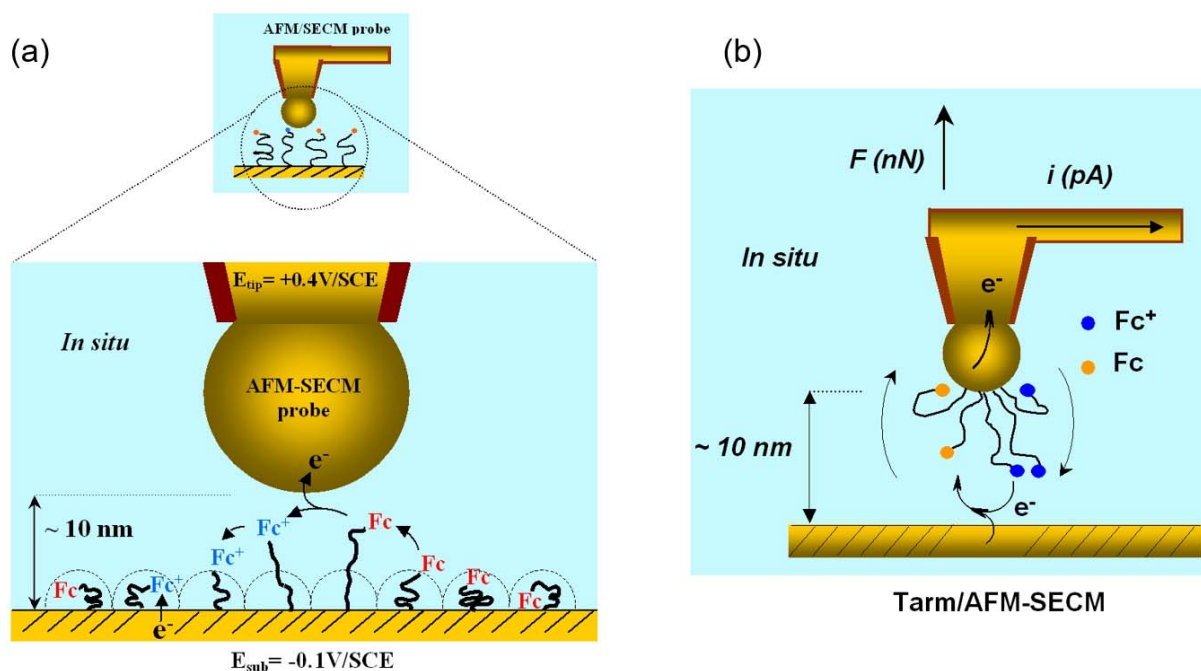 (a)
AFM/SECM probe
E_tip= +0.4V/SCE
In situ
AFM-SECM
probe
e⁻
~ 10 nm
Fc⁺
Fc
Fc⁺
Fc
Fc
Fc⁺
Fc
Fc
e⁻
E_sub= -0.1V/SCE
(b)
F (nN)
i (pA)
In situ
e⁻
Fc⁺
Fc
~ 10 nm
e⁻
Tarm/AFM-SECM